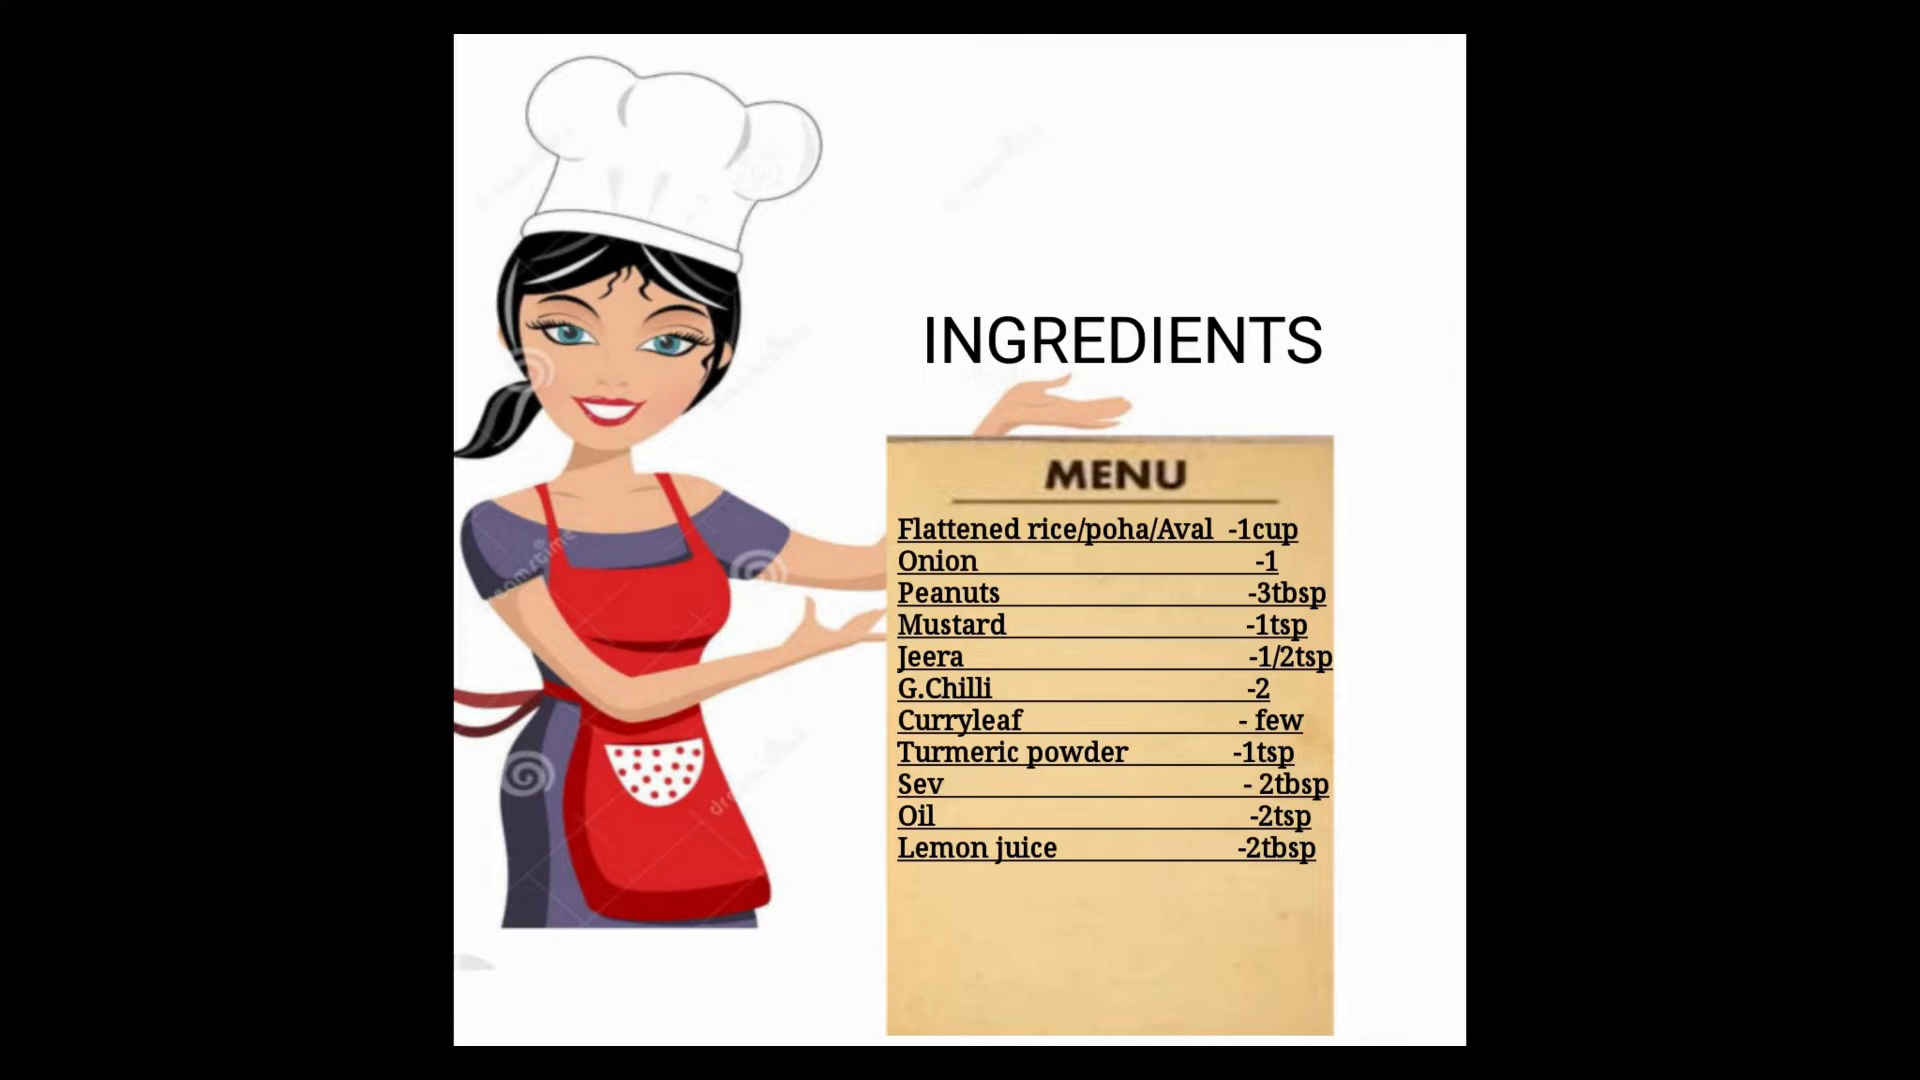 INGREDIENTS
MENU
Flattened rice/poha/Aval -1cup
Onion -1
Peanuts -3tbsp
Mustard -1tsp
Jeera -1/2tsp
G.Chilli -2
Curryleaf - few
Turmeric powder -1tsp
Sev - 2tbsp
Oil -2tsp
Lemon juice -2tbsp